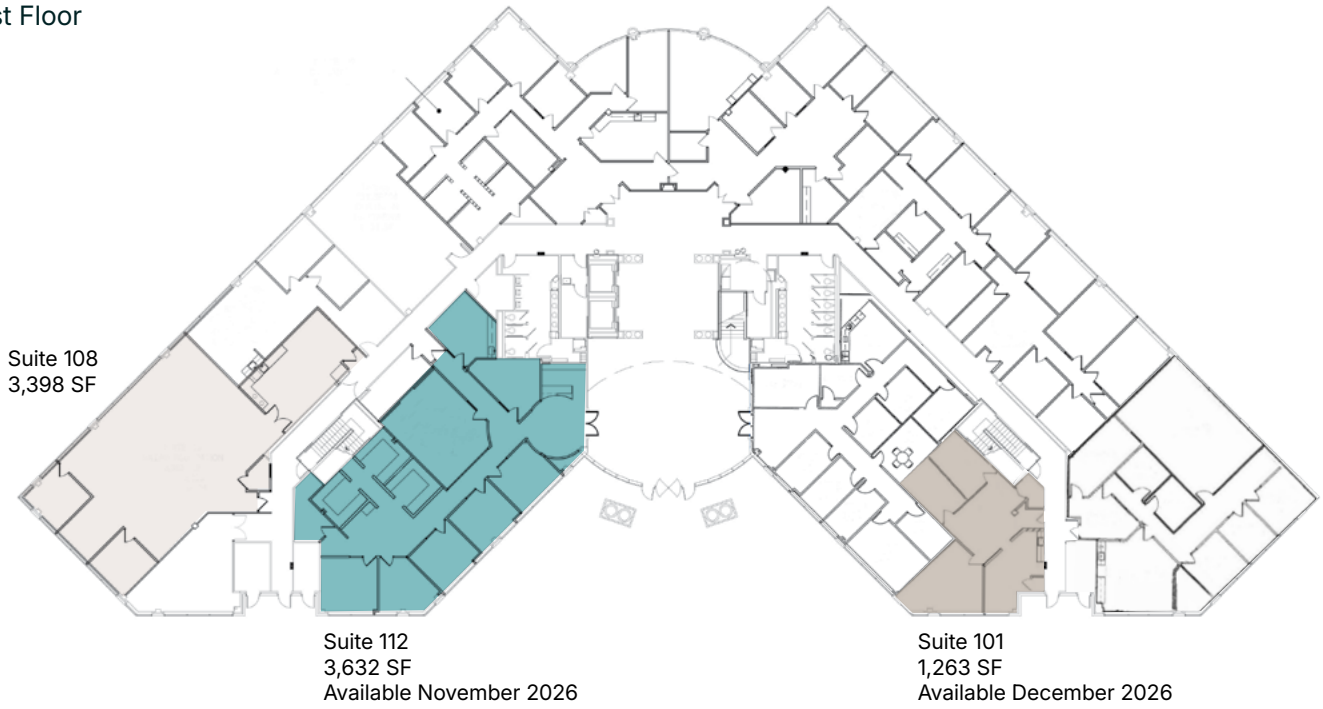 st Floor
Suite 108
3,398 SF
Suite 112
3,632 SF
Available November 2026
Suite 101
1,263 SF
Available December 2026